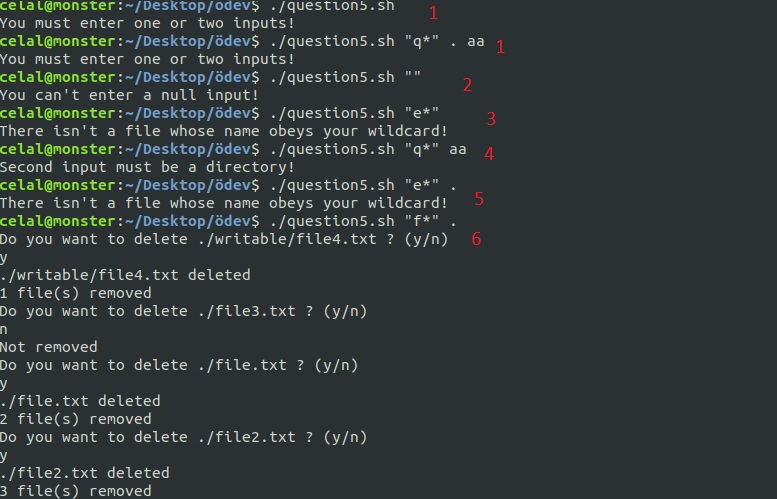 celal@monster:~/Desktop/ödev$ ./question5.sh 1
You must enter one or two inputs!
celal@monster:~/Desktop/ödev$ ./question5.sh "q*" . aa 1
You must enter one or two inputs!
celal@monster:~/Desktop/ödev$ ./question5.sh "" 2
You can't enter a null input!
celal@monster:~/Desktop/ödev$ ./question5.sh "e*" 3
There isn't a file whose name obeys your wildcard!
celal@monster:~/Desktop/ödev$ ./question5.sh "q*" aa 4
Second input must be a directory!
celal@monster:~/Desktop/ödev$ ./question5.sh "e*" . 5
There isn't a file whose name obeys your wildcard!
celal@monster:~/Desktop/ödev$ ./question5.sh "f*" .
Do you want to delete ./writable/file4.txt ? (y/n) 6
y
./writable/file4.txt deleted
1 file(s) removed
Do you want to delete ./file3.txt ? (y/n)
n
Not removed
Do you want to delete ./file.txt ? (y/n)
y
./file.txt deleted
2 file(s) removed
Do you want to delete ./file2.txt ? (y/n)
y
./file2.txt deleted
3 file(s) removed